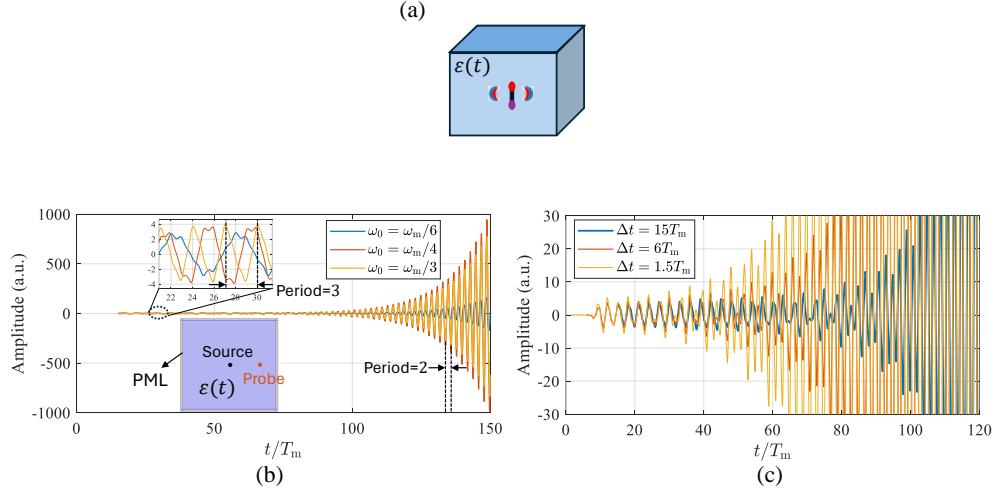 (a)
ε(t)
1000
500
0
-500
-1000
Amplitude (a.u.)
0
50
100
150
t/Tₘ
4
2
0
-2
-4
22
24
26
28
30
Period=3
ω₀ = ωₘ/6
ω₀ = ωₘ/4
ω₀ = ωₘ/3
PML
Source
Probe
ε(t)
Period=2
(b)
30
20
10
0
-10
-20
-30
Amplitude (a.u.)
0
20
40
60
80
100
120
t/Tₘ
Δt = 15Tₘ
Δt = 6Tₘ
Δt = 1.5Tₘ
(c)